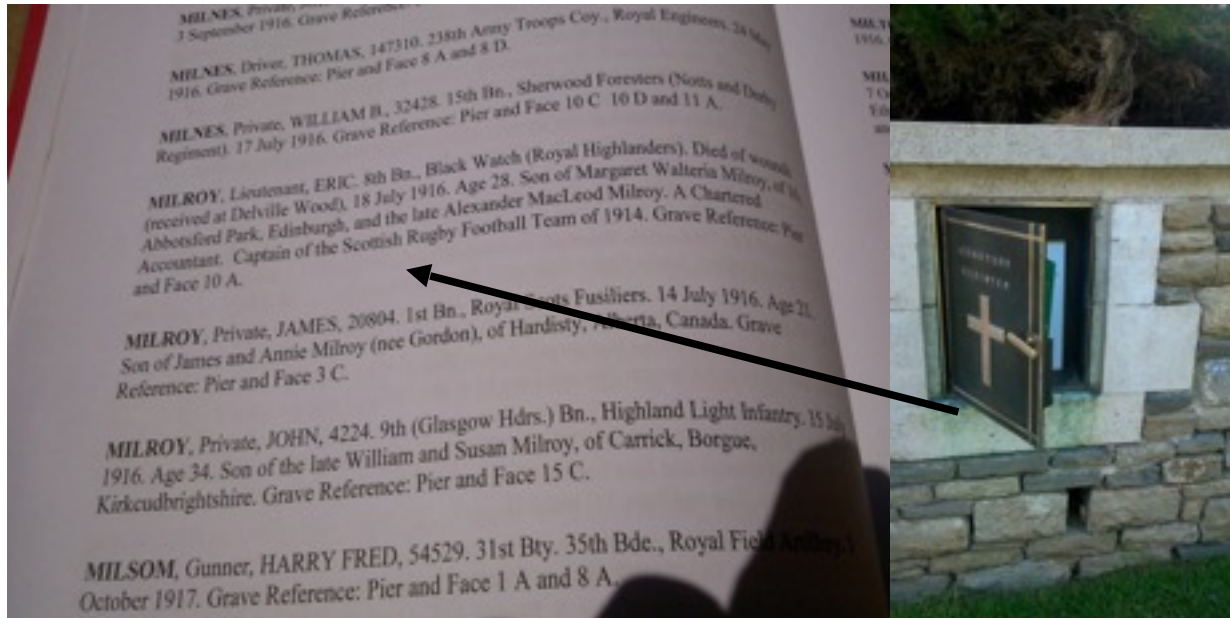 MILNES, Private,
3 September 1916. Grave Reference:
MILNES, Driver, THOMAS, 147310. 238th Army Troops Coy., Royal Engineers. 24 May
1916. Grave Reference: Pier and Face 8 A and 8 D.
MILNES, Private, WILLIAM B., 32428. 15th Bn., Sherwood Foresters (Notts and Derby
Regiment). 17 July 1916. Grave Reference: Pier and Face 10 C 10 D and 11 A.
MILROY, Lieutenant, ERIC. 8th Bn., Black Watch (Royal Highlanders). Died of wounds
(received at Delville Wood), 18 July 1916. Age 28. Son of Margaret Walteria Milroy, of
Abbotsford Park, Edinburgh, and the late Alexander MacLeod Milroy. A Chartered
Accountant. Captain of the Scottish Rugby Football Team of 1914. Grave Reference: Pier
and Face 10 A.
MILROY, Private, JAMES, 20804. 1st Bn., Royal Scots Fusiliers. 14 July 1916. Age 21.
Son of James and Annie Milroy (nee Gordon), of Hardisty, Alberta, Canada. Grave
Reference: Pier and Face 3 C.
MILROY, Private, JOHN, 4224. 9th (Glasgow Hdrs.) Bn., Highland Light Infantry. 15 July
1916. Age 34. Son of the late William and Susan Milroy, of Carrick, Borgue,
Kirkcudbrightshire. Grave Reference: Pier and Face 15 C.
MILSOM, Gunner, HARRY FRED, 54529. 31st Bty. 35th Bde., Royal Field Artillery.
October 1917. Grave Reference: Pier and Face 1 A and 8 A.
CEMETERY
REGISTER